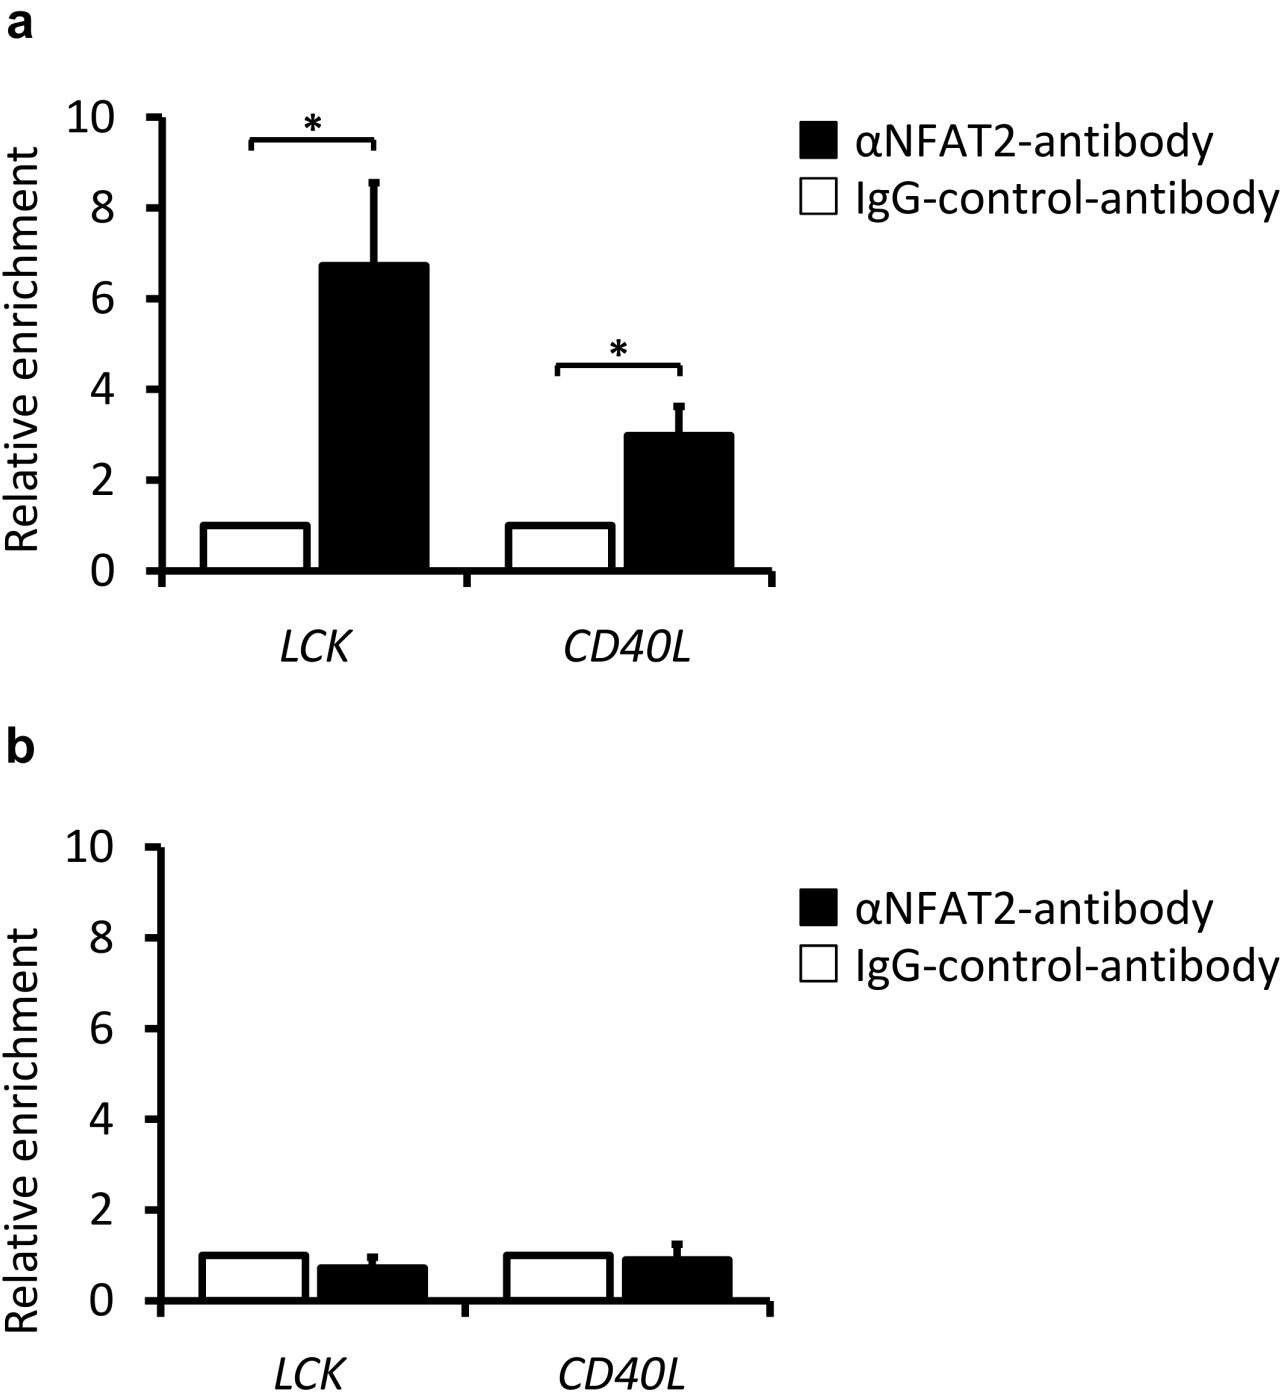 a
10
8
6
4
2
0
Relative enrichment
*
*
αNFAT2-antibody
IgG-control-antibody
LCK
CD40L
b
10
8
6
4
2
0
Relative enrichment
αNFAT2-antibody
IgG-control-antibody
LCK
CD40L